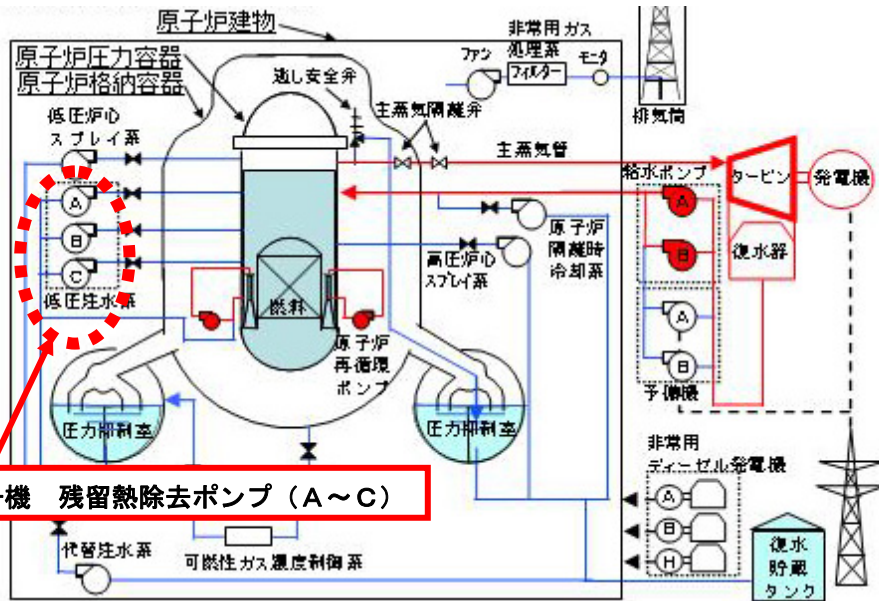 原子炉建物
原子炉圧力容器
原子炉格納容器
逃し安全弁
非常用ガス
処理系
ファン
フィルター
モータ
排気筒
低圧炉心
スプレイ系
主蒸気隔離弁
主蒸気管
給水ポンプ
タービン
発電機
A
B
C
低圧注水系
A
B
復水器
原子炉
隔離時
冷却系
高圧炉心
スプレイ系
燃料
原子炉
再循環
ポンプ
A
B
予備機
圧力抑制室
圧力抑制室
非常用
ディーゼル発電機
機 残留熱除去ポンプ(A~C)
A
B
H
代替注水系
可燃性ガス濃度制御系
復水
貯蔵
タンク